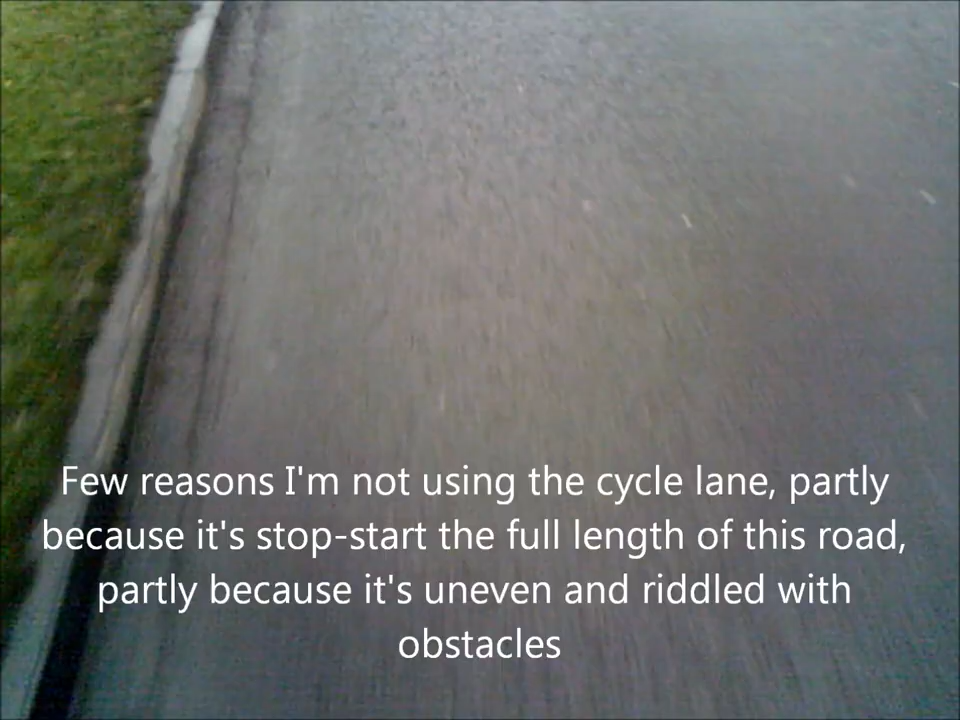 Few reasons I'm not using the cycle lane, partly
because it's stop-start the full length of this road,
partly because it's uneven and riddled with
obstacles